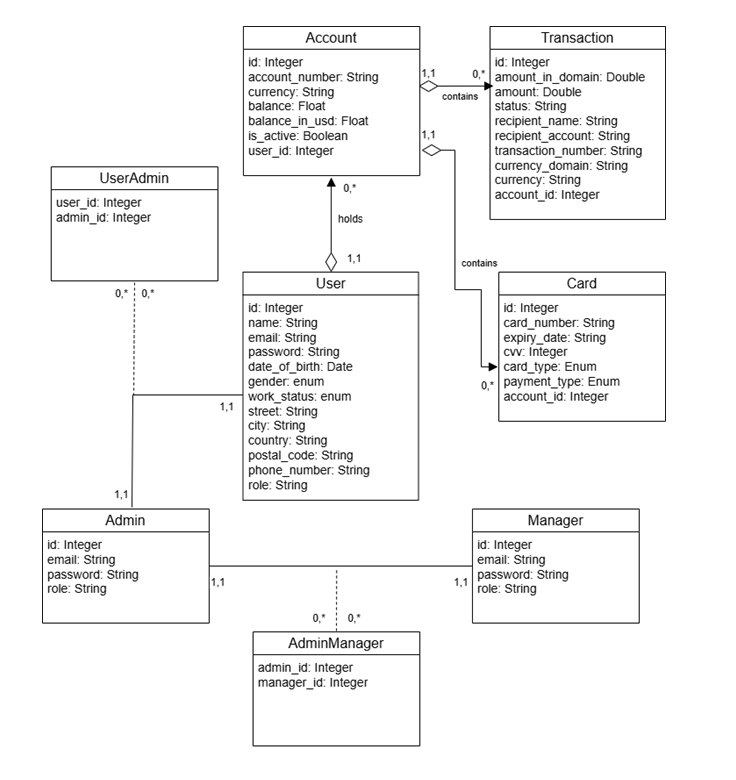 Account
id: Integer
account_number: String
currency: String
balance: Float
balance_in_usd: Float
is_active: Boolean
user_id: Integer
1,1
0,*
contains
Transaction
id: Integer
amount_in_domain: Double
amount: Double
status: String
recipient_name: String
recipient_account: String
transaction_number: String
currency_domain: String
currency: String
account_id: Integer
1,1
contains
0,*
UserAdmin
user_id: Integer
admin_id: Integer
0,*
holds
1,1
0,* 0,*
User
id: Integer
name: String
email: String
password: String
date_of_birth: Date
gender: enum
work_status: enum
street: String
city: String
country: String
postal_code: String
phone_number: String
role: String
Card
id: Integer
card_number: String
expiry_date: String
cvv: Integer
card_type: Enum
payment_type: Enum
account_id: Integer
1,1
1,1
Admin
id: Integer
email: String
password: String
role: String
1,1
1,1
Manager
id: Integer
email: String
password: String
role: String
0,* 0,*
AdminManager
admin_id: Integer
manager_id: Integer